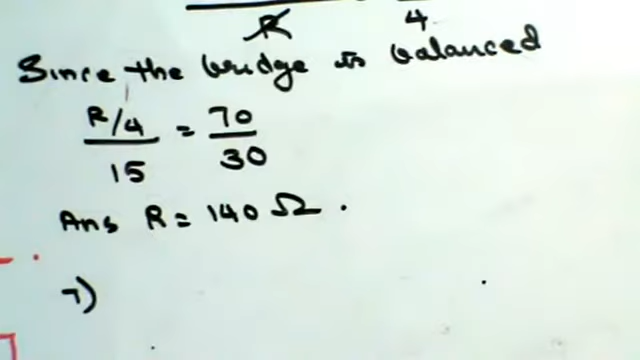 R 4
Since the bridge is balanced
R/4 = 70
15 30
Ans R = 140 Ω .
7)